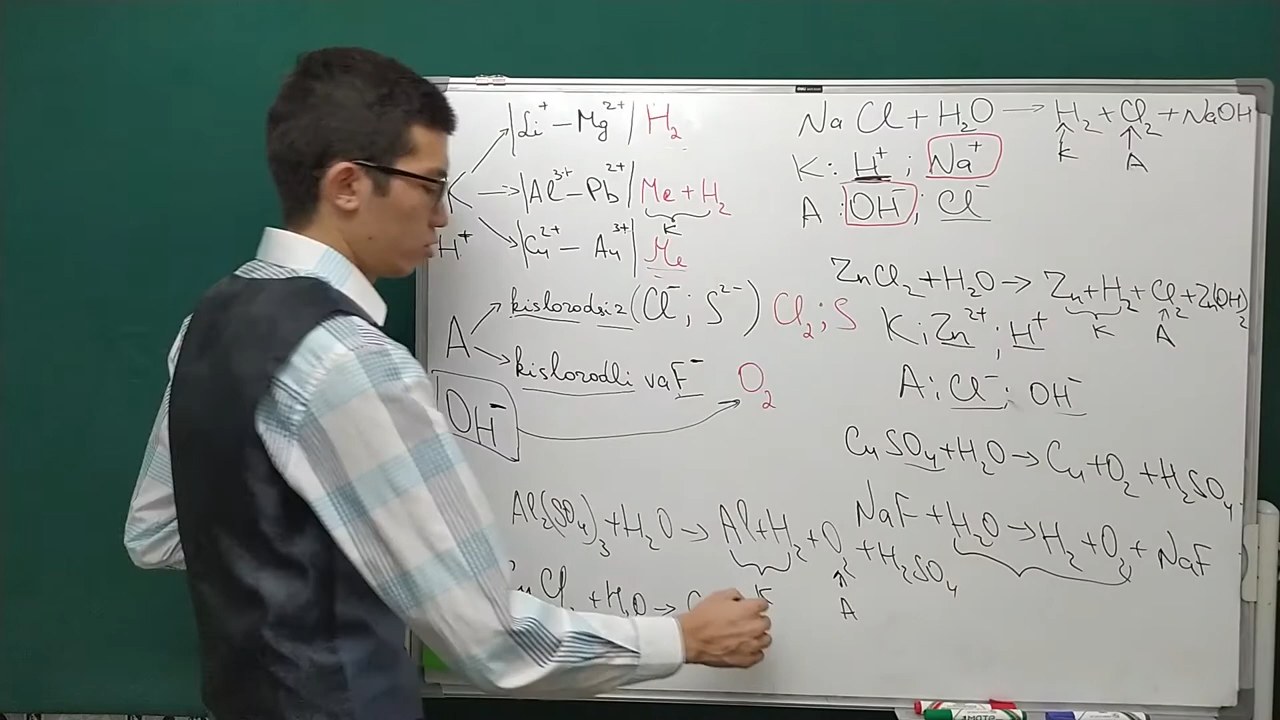 |Li⁺ – Mg²⁺| H₂
K → |Al³⁺ – Pb²⁺| Me + H₂
K
H⁺ |Cu²⁺ – Au³⁺| Me
A → kislorodsiz (Cl⁻; S²⁻) Cl₂; S
kislorodli va F⁻ O₂
OH⁻
Al₂(SO₄)₃ + H₂O → Al + H₂ + O₂ + H₂SO₄
K A
+ H₂O →
NaCl + H₂O → H₂ + Cl₂ + NaOH
K A
K: H⁺; Na⁺
A: OH⁻; Cl⁻
ZnCl₂ + H₂O → Zn + H₂ + Cl₂ + Zn(OH)₂
K A
K: Zn²⁺; H⁺
A: Cl⁻; OH⁻
CuSO₄ + H₂O → Cu + O₂ + H₂SO₄
NaF + H₂O → H₂ + O₂ + NaF